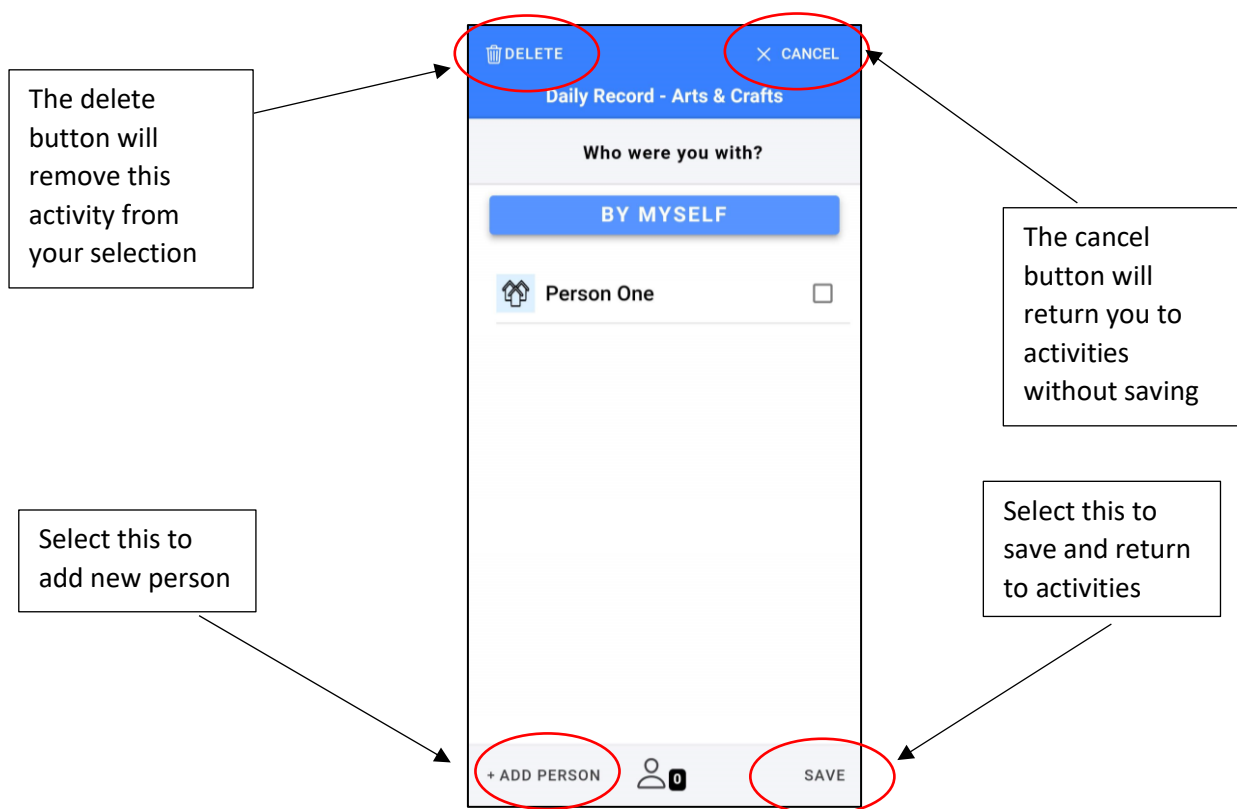 DELETE
CANCEL
Daily Record - Arts & Crafts
Who were you with?
BY MYSELF
Person One
+ ADD PERSON
0
SAVE
The delete
button will
remove this
activity from
your selection
The cancel
button will
return you to
activities
without saving
Select this to
add new person
Select this to
save and return
to activities